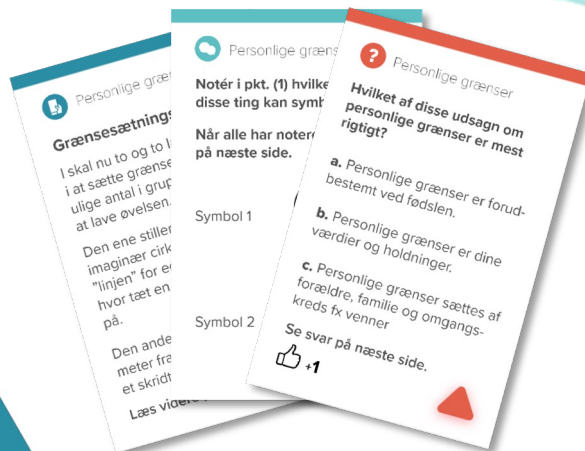 Personlige
Grænsesætnings
I skal nu to og to
i at sætte grænse
ulige antal i grup
at lave øvelsen.
Den ene stiller
imaginær cirk
"linjen" for
hvor tæt en
på.
Den ande
meter fra
et skridt
Læs videre
Personlige græns
Notér i pkt. (1) hvilke
disse ting kan symb
Når alle har notere
på næste side.
Symbol 1
Symbol 2
?
Personlige grænser
Hvilket af disse udsagn om
personlige grænser er mest
rigtigt?
a. Personlige grænser er forud-
bestemt ved fødslen.
b. Personlige grænser er dine
værdier og holdninger.
c. Personlige grænser sættes af
forældre, familie og omgangs-
kreds fx venner
Se svar på næste side.
+1